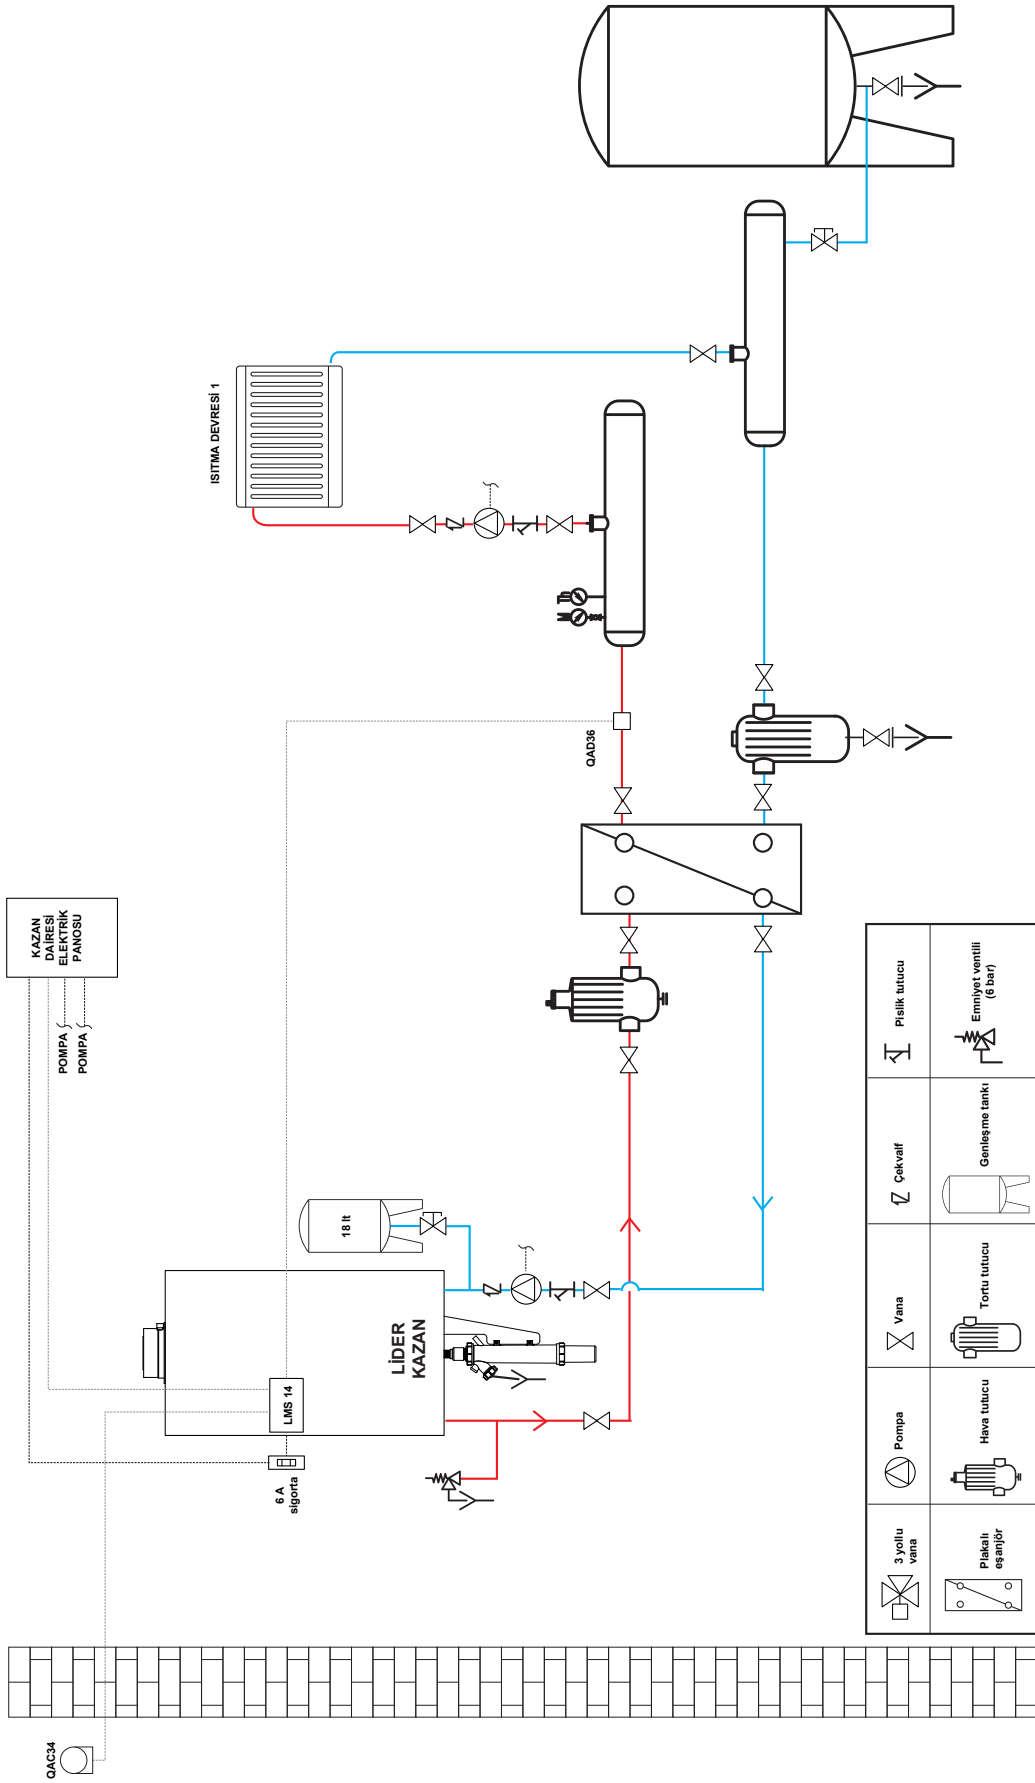 QAC34
6 A
sigorta
LMS 14
LİDER
KAZAN
18 lt
POMPA
POMPA
KAZAN
DAİRESİ
ELEKTRİK
PANOSU
QAD36
M
Th
ISITMA DEVRESİ 1
3 yollu
vana
Pompa
Vana
Çekvalf
Pislik tutucu
Plakalı
eşanjör
Hava tutucu
Tortu tutucu
Genleşme tankı
Emniyet ventili
(6 bar)